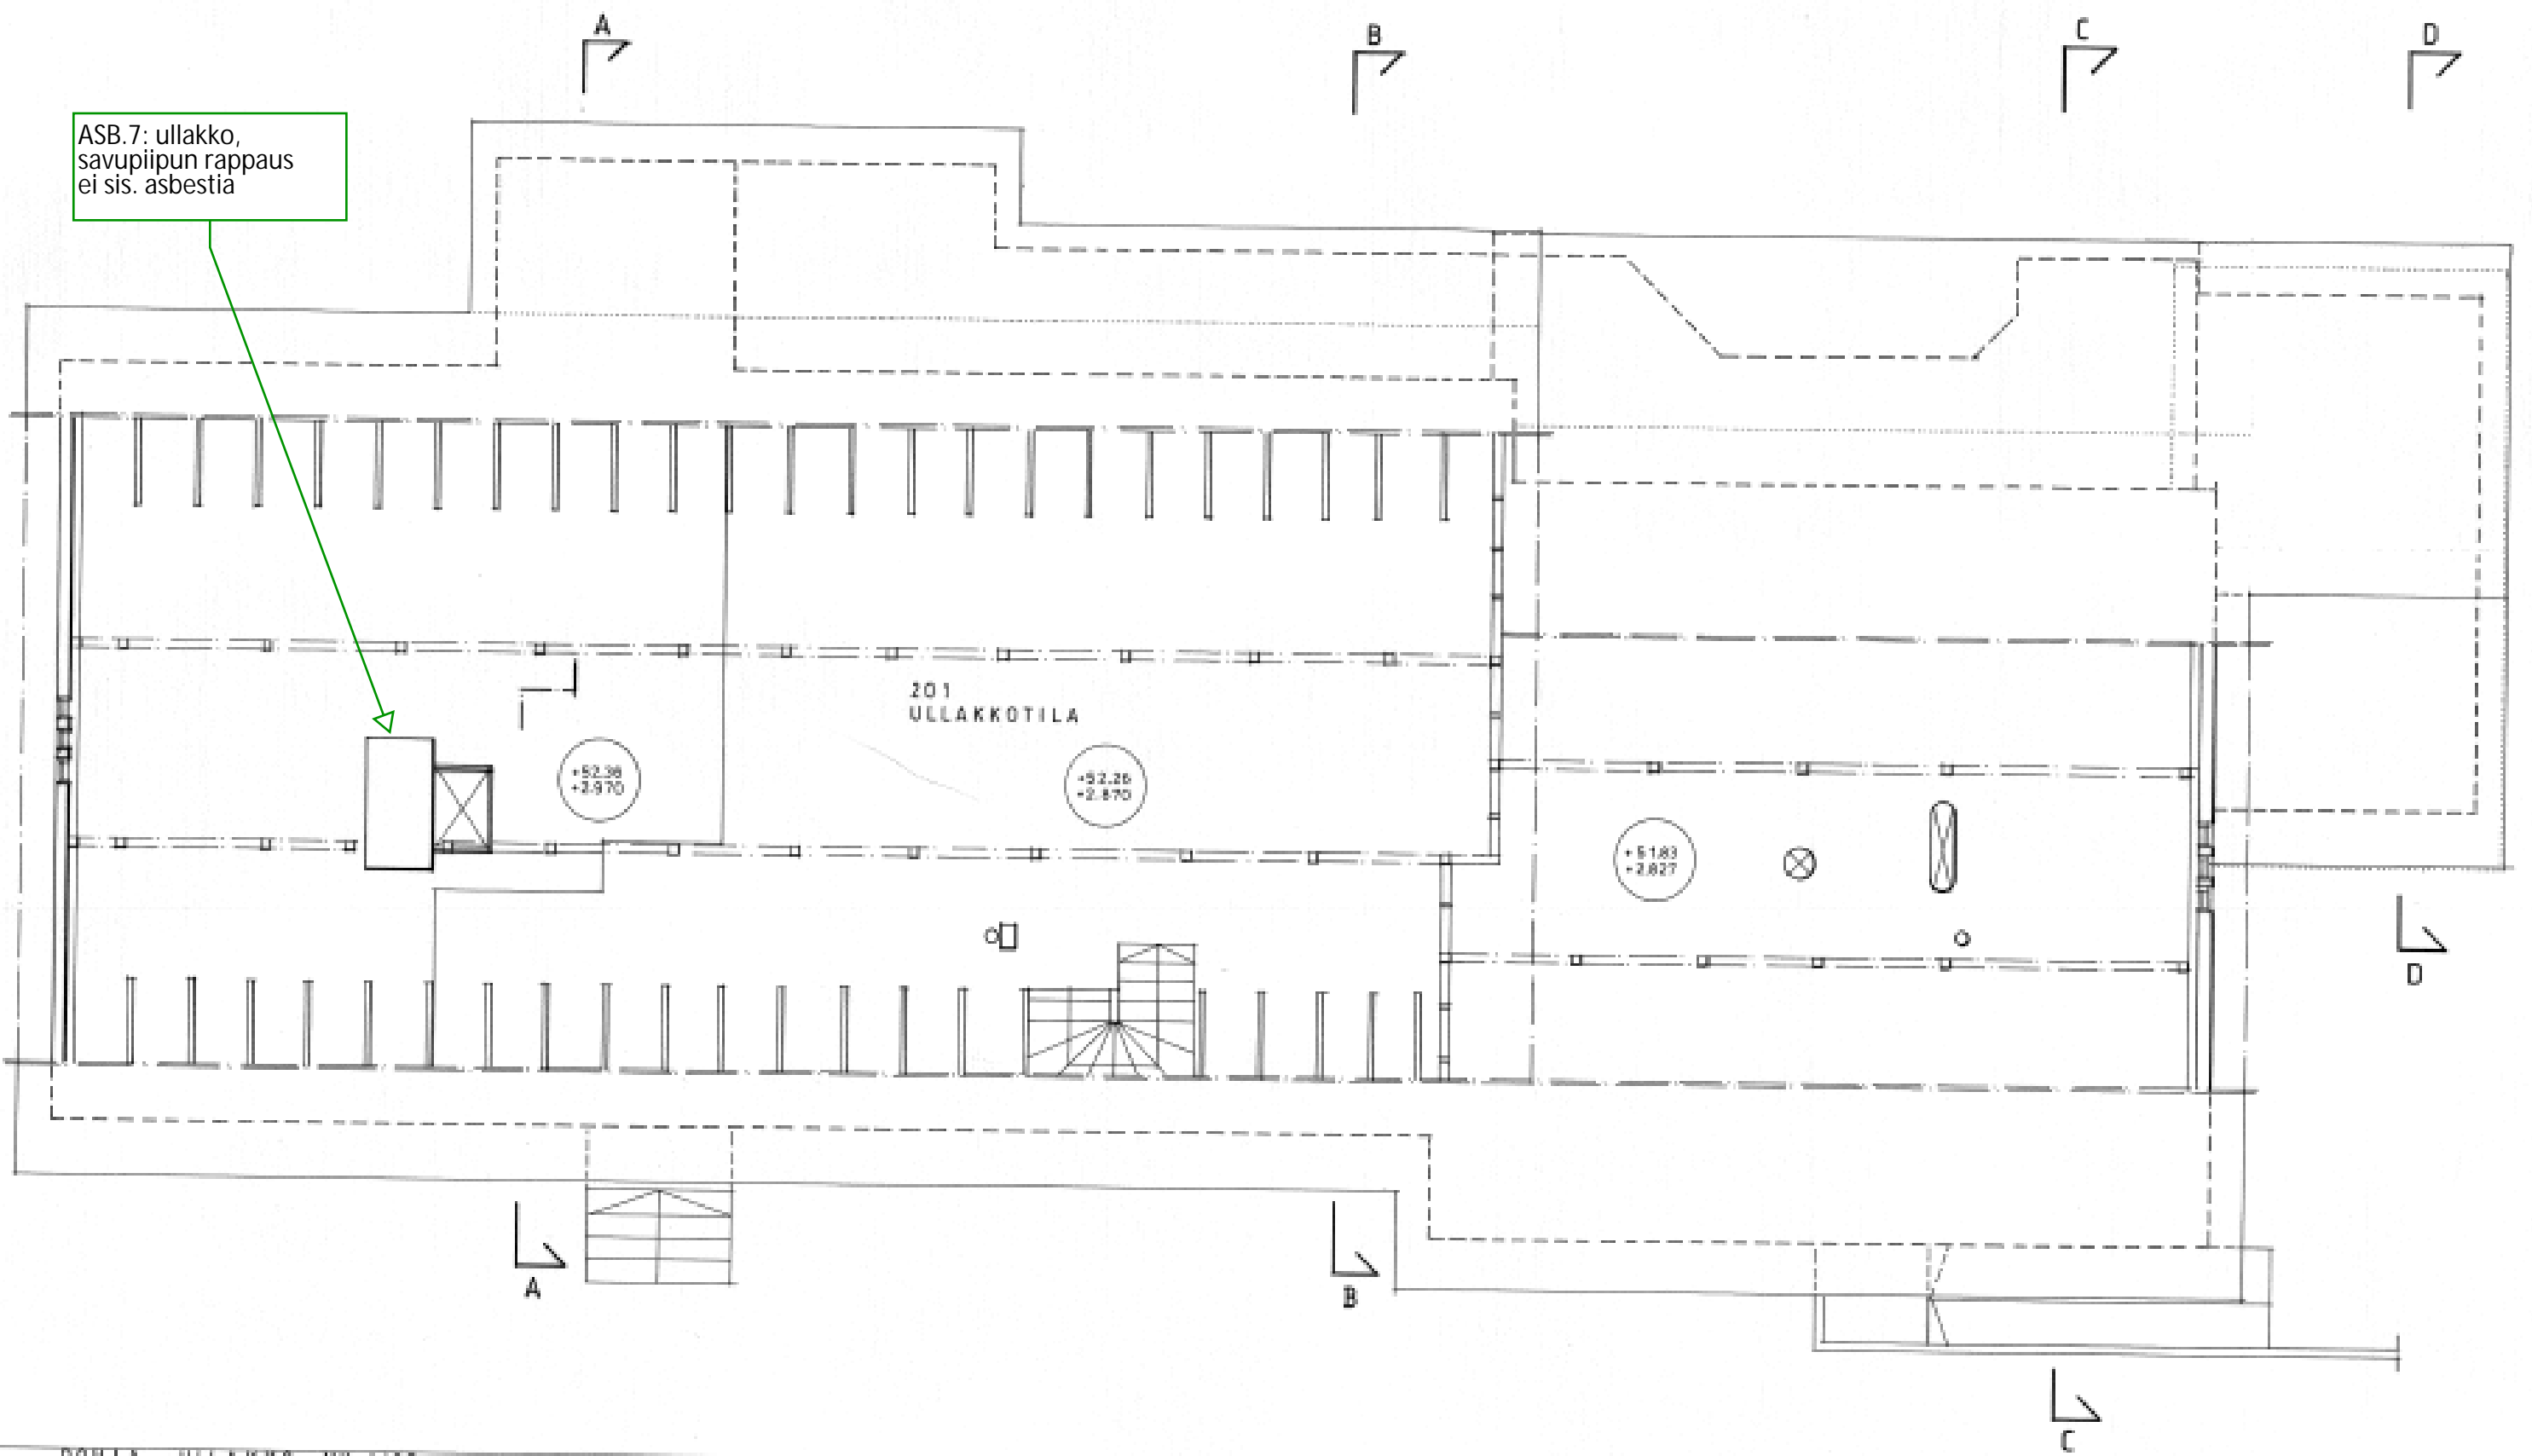 A
B
C
D
ASB.7: ullakko,
savupiipun rappaus
ei sis. asbestia
201
ULLAKKOTILA
+52.38
+2.970
+52.26
+2.870
+51.83
+2.827
D
A
B
C